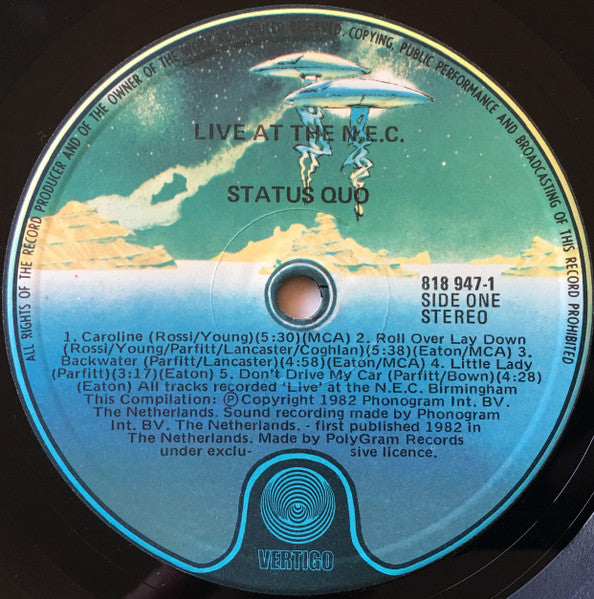 ALL RIGHTS OF THE RECORD PRODUCER AND OF THE OWNER OF THE RESERVED. COPYING, PUBLIC PERFORMANCE AND BROADCASTING OF THIS RECORD PROHIBITED
LIVE AT THE N.E.C.
STATUS QUO
818 947-1
SIDE ONE
STEREO
1. Caroline (Rossi/Young)(5:30)(MCA) 2. Roll Over Lay Down
(Rossi/Young/Parfitt/Lancaster/Coghlan)(5:38)(Eaton/MCA) 3.
Backwater (Parfitt/Lancaster)(4:58)(Eaton/MCA) 4. Little Lady
(Parfitt)(3:17)(Eaton) 5. Don't Drive My Car (Parfitt/Bown)(4:28)
(Eaton) All tracks recorded 'Live' at the N.E.C. Birmingham
This Compilation: ℗Copyright 1982 Phonogram Int. BV.
The Netherlands. Sound recording made by Phonogram
Int. BV. The Netherlands. - first published 1982 in
The Netherlands. Made by PolyGram Records
under exclu- sive licence.
VERTIGO